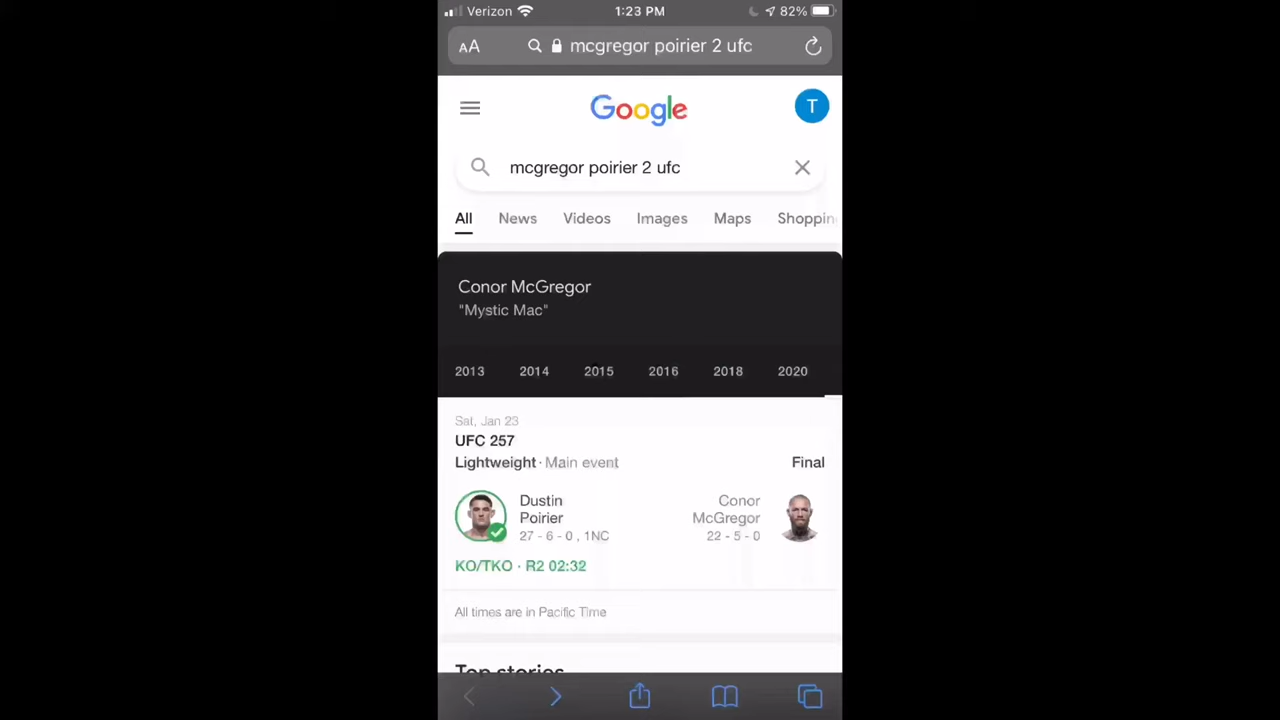 Verizon 1:23 PM 82%
AA mcgregor poirier 2 ufc
Google T
mcgregor poirier 2 ufc
All News Videos Images Maps Shoppin
Conor McGregor
"Mystic Mac"
2013 2014 2015 2016 2018 2020
Sat, Jan 23
UFC 257
Lightweight · Main event Final
Dustin Conor
Poirier McGregor
27 - 6 - 0 , 1NC 22 - 5 - 0
KO/TKO · R2 02:32
All times are in Pacific Time
Top stories